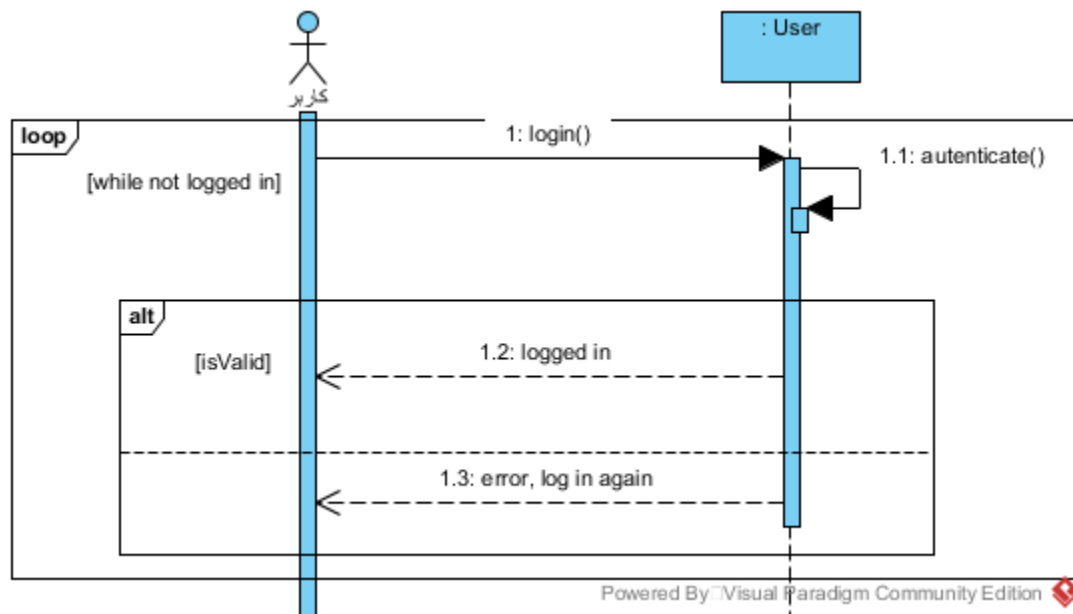 : User
کاربر
loop
1: login()
1.1: autenticate()
[while not logged in]
alt
1.2: logged in
[isValid]
1.3: error, log in again
Powered By Visual Paradigm Community Edition